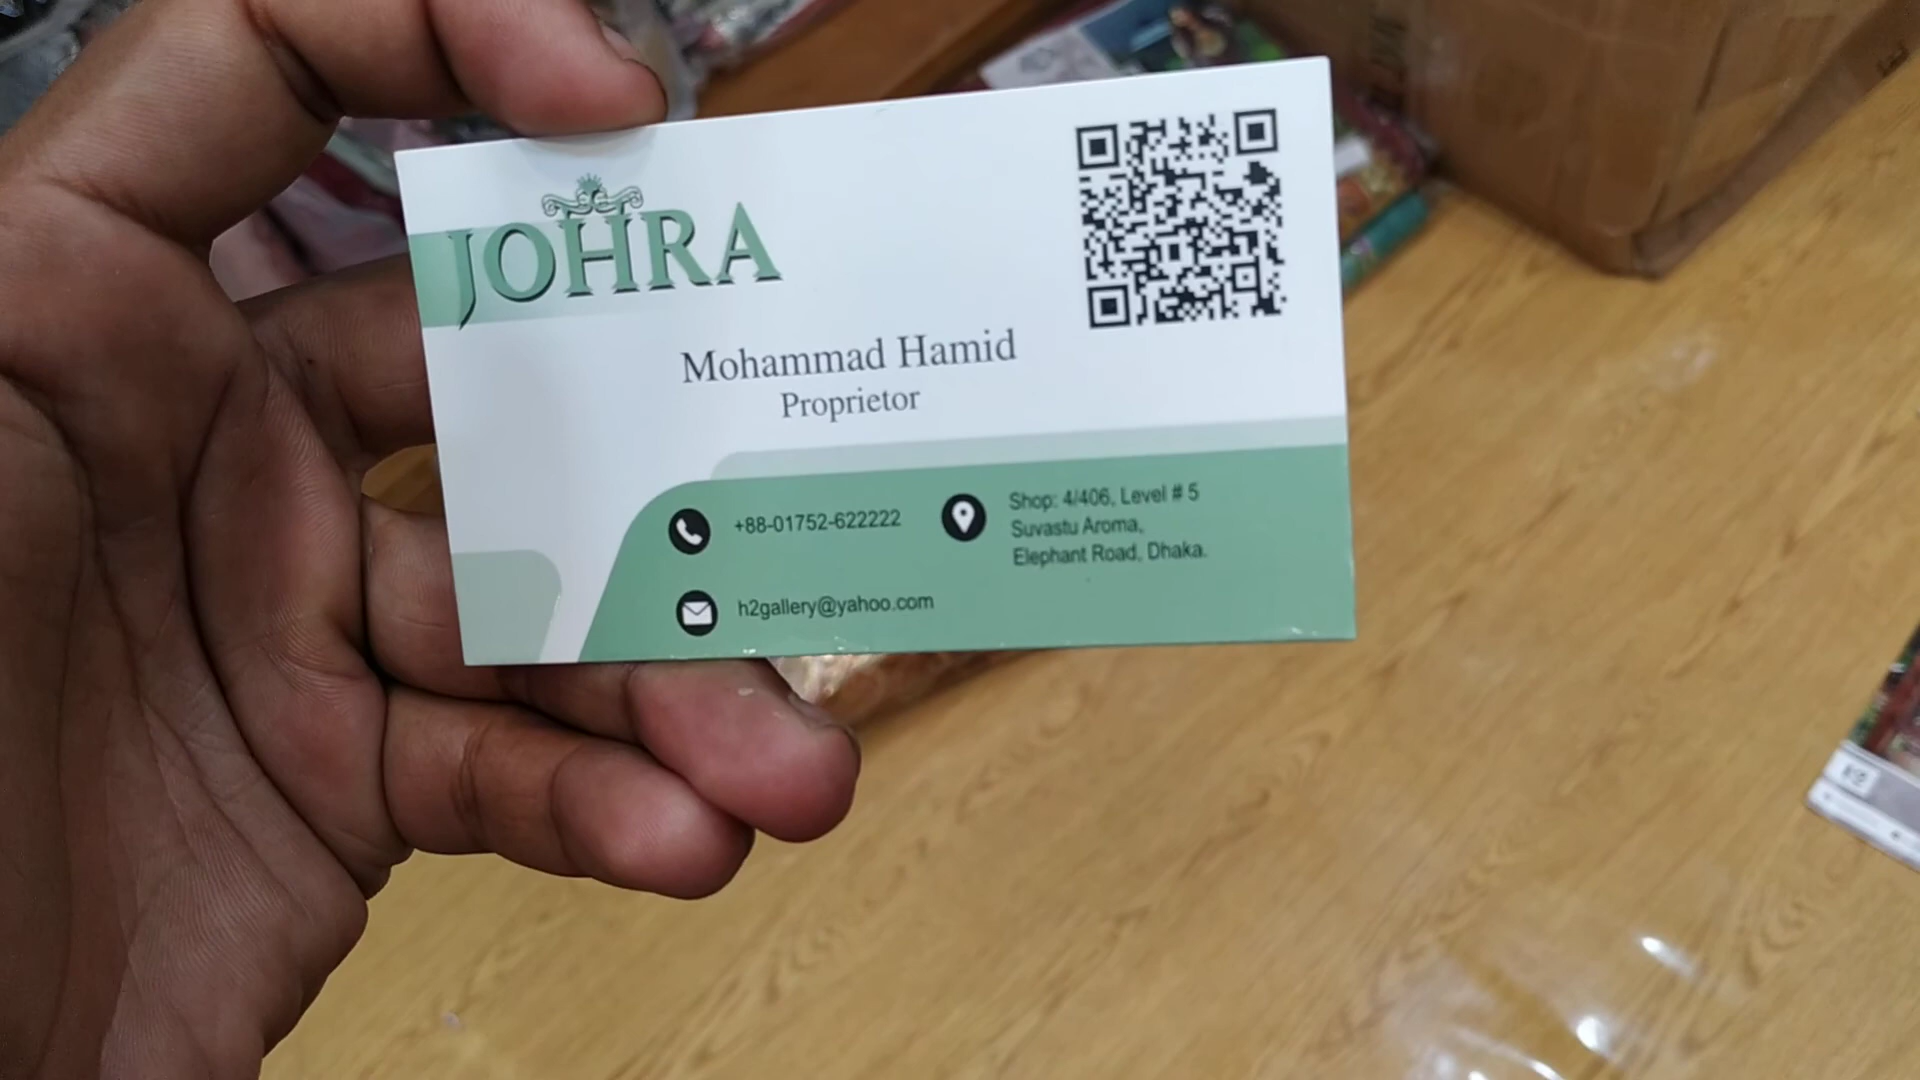 JOHRA
Mohammad Hamid
Proprietor
+88-01752-622222
h2gallery@yahoo.com
Shop: 4/406, Level # 5
Suvastu Aroma,
Elephant Road, Dhaka.
K9